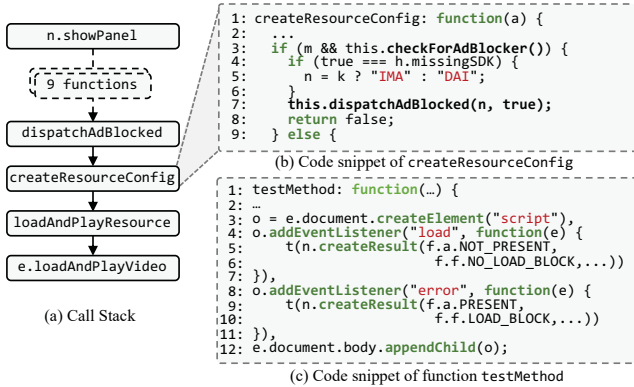 n.showPanel
9 functions
dispatchAdBlocked
createResourceConfig
loadAndPlayResource
e.loadAndPlayVideo
(a) Call Stack
1: createResourceConfig: function(a) {
2: ...
3: if (m && this.checkForAdBlocker()) {
4: if (true === h.missingSDK) {
5: n = k ? "IMA" : "DAI";
6: }
7: this.dispatchAdBlocked(n, true);
8: return false;
9: } else {
(b) Code snippet of createResourceConfig
1: testMethod: function(…) {
2: …
3: o = e.document.createElement("script"),
4: o.addEventListener("load", function(e) {
5: t(n.createResult(f.a.NOT_PRESENT,
6: f.f.NO_LOAD_BLOCK,...))
7: }),
8: o.addEventListener("error", function(e) {
9: t(n.createResult(f.a.PRESENT,
10: f.f.LOAD_BLOCK,...))
11: }),
12: e.document.body.appendChild(o);
(c) Code snippet of function testMethod